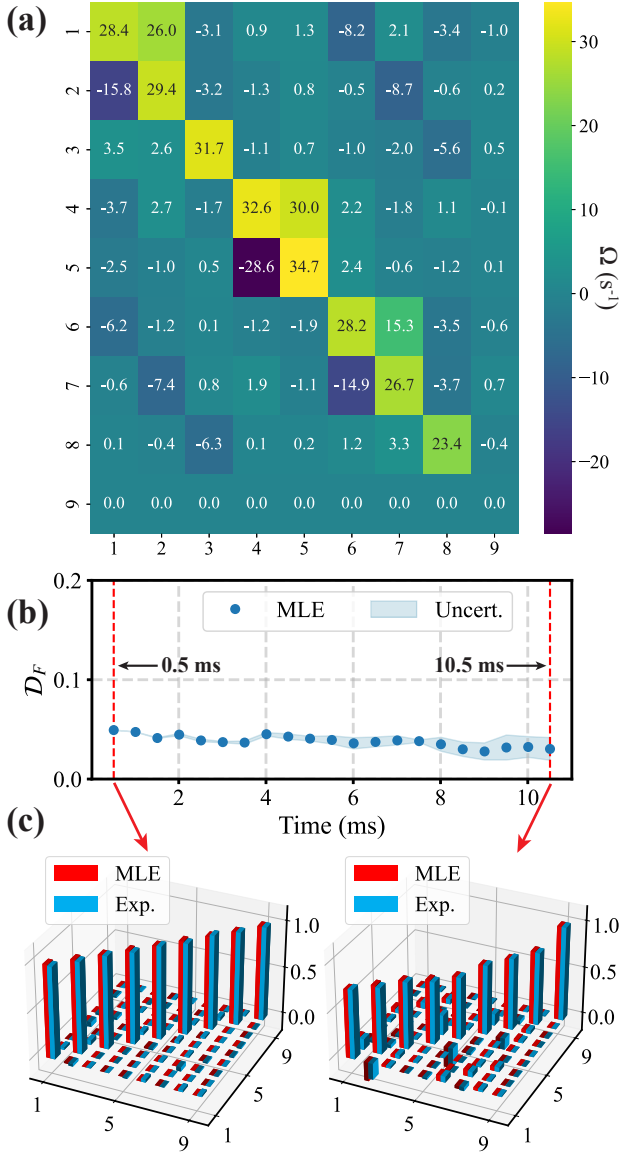 (a)
1 28.4 26.0 -3.1 0.9 1.3 -8.2 2.1 -3.4 -1.0
2 -15.8 29.4 -3.2 -1.3 0.8 -0.5 -8.7 -0.6 0.2
3 3.5 2.6 31.7 -1.1 0.7 -1.0 -2.0 -5.6 0.5
4 -3.7 2.7 -1.7 32.6 30.0 2.2 -1.8 1.1 -0.1
5 -2.5 -1.0 0.5 -28.6 34.7 2.4 -0.6 -1.2 0.1
6 -6.2 -1.2 0.1 -1.2 -1.9 28.2 15.3 -3.5 -0.6
7 -0.6 -7.4 0.8 1.9 -1.1 -14.9 26.7 -3.7 0.7
8 0.1 -0.4 -6.3 0.1 0.2 1.2 3.3 23.4 -0.4
9 0.0 0.0 0.0 0.0 0.0 0.0 0.0 0.0 0.0
1 2 3 4 5 6 7 8 9
30
20
10
0
−10
−20
Ω (s⁻¹)
(b)
0.2
0.1
0.0
D_F
MLE Uncert.
0.5 ms 10.5 ms
2 4 6 8 10
Time (ms)
(c)
MLE
Exp.
1.0
0.5
0.0
1 5 9
1 5 9
MLE
Exp.
1.0
0.5
0.0
1 5 9
1 5 9